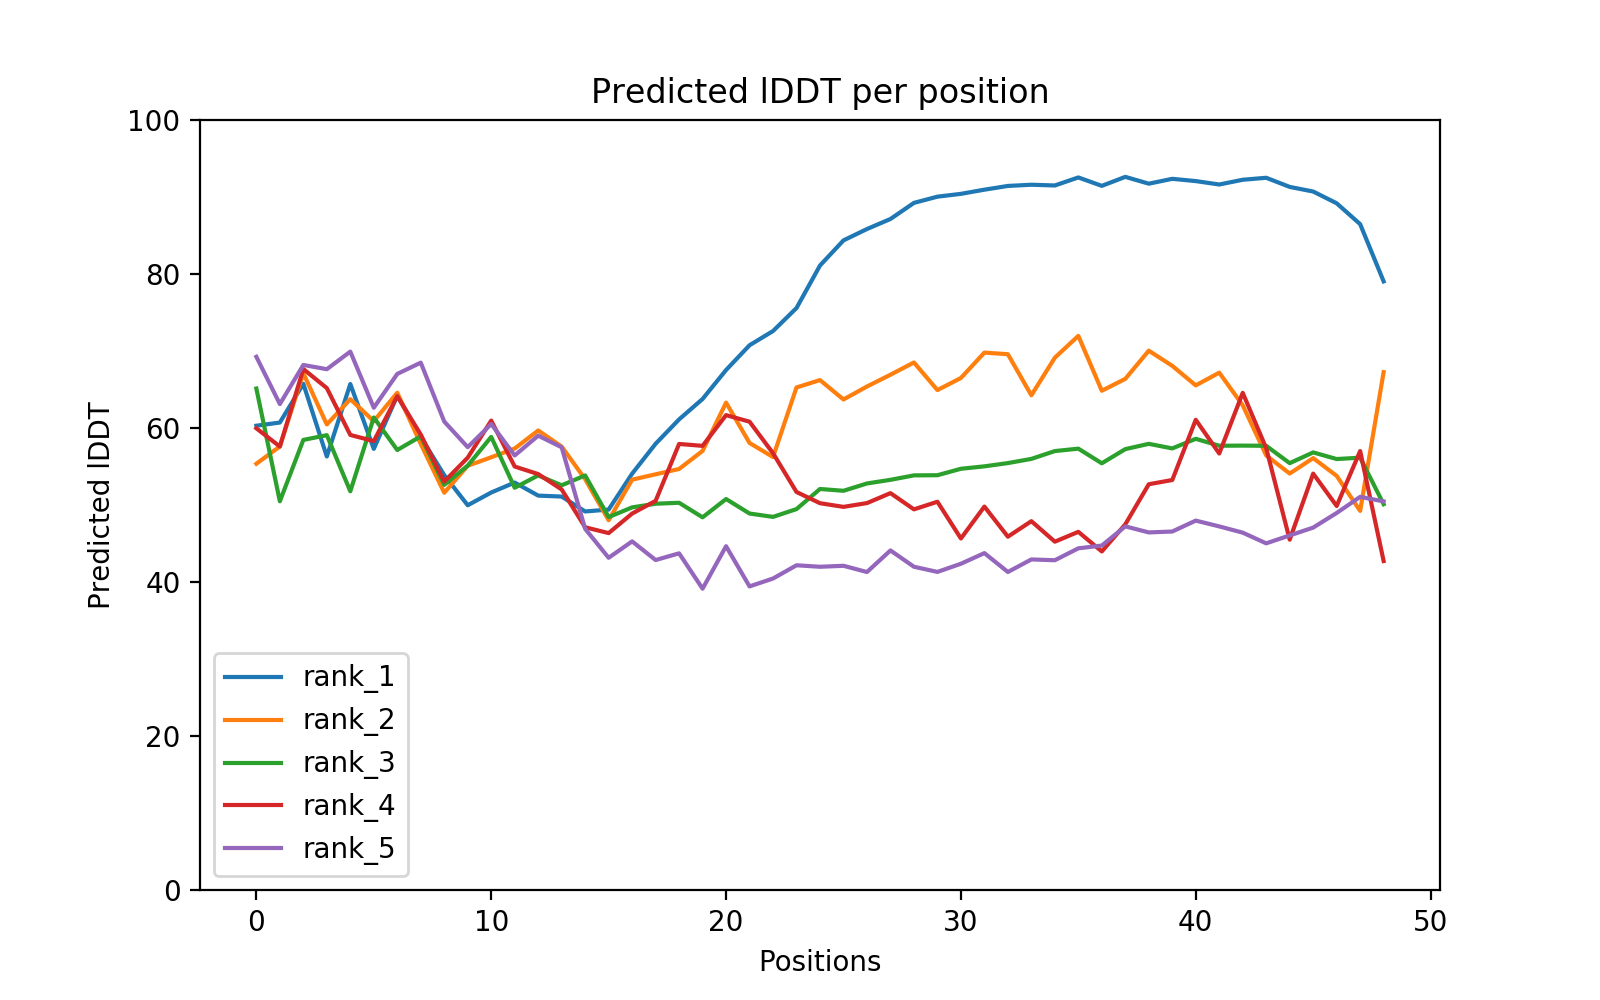 Predicted lDDT per position
100
80
60
40
20
0
Predicted lDDT
rank_1
rank_2
rank_3
rank_4
rank_5
0 10 20 30 40 50
Positions